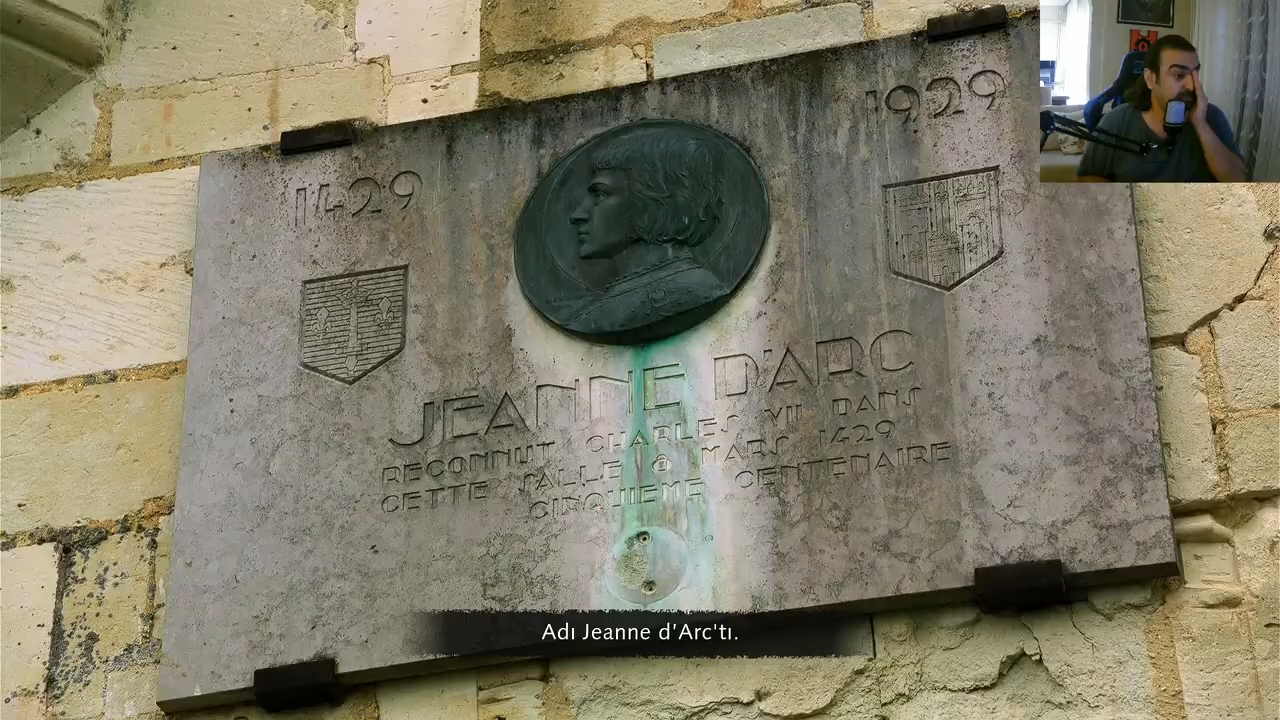 1429
1929
JEANNE D'ARC
RECONNUT CHARLES VII DANS
CETTE SALLE 8 MARS 1429
CINQUIEME CENTENAIRE
Adı Jeanne d'Arc'tı.